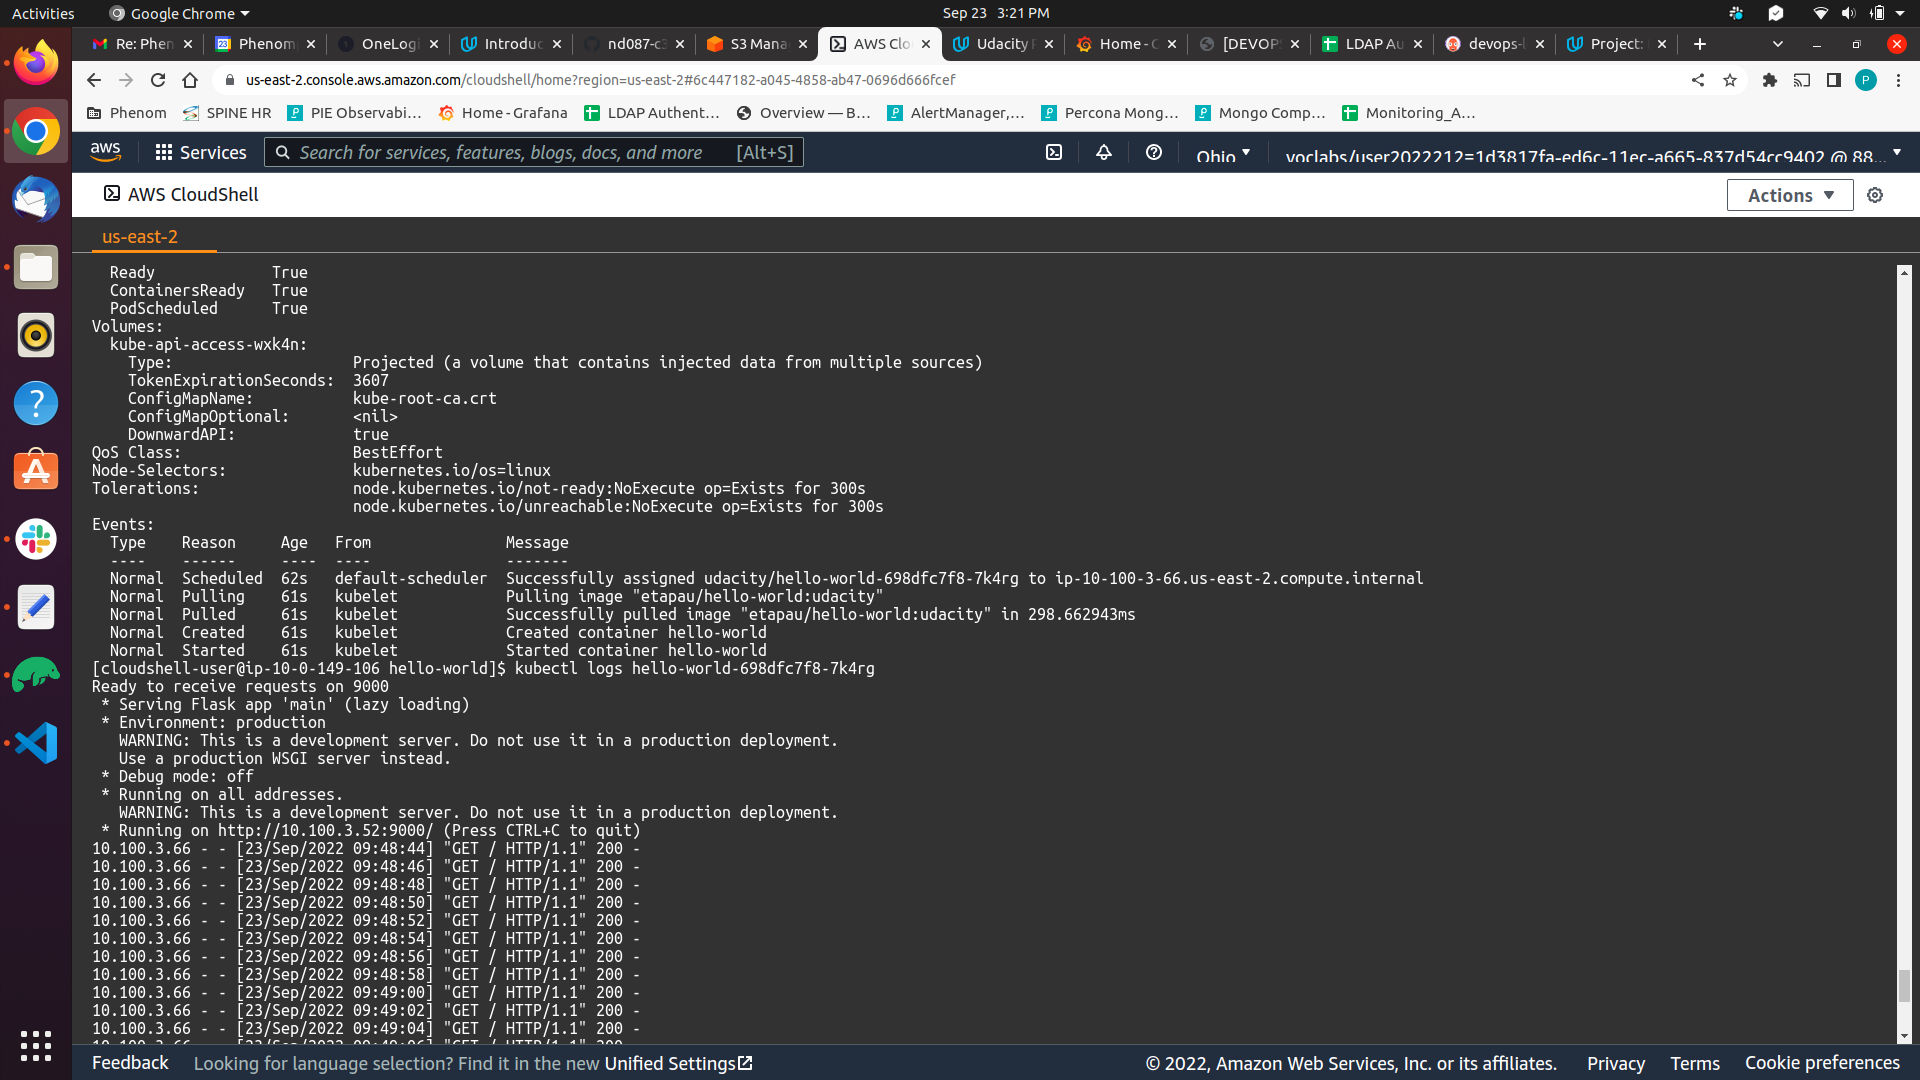 Activities
Google Chrome
Sep 23 3:21 PM
Re: Phen
Phenom
OneLog
Introduc
nd087-c3
S3 Mana
AWS Clo
Udacity
Home - 
[DEVOP
LDAP Au
devops-
Project:
us-east-2.console.aws.amazon.com/cloudshell/home?region=us-east-2#6c447182-a045-4858-ab47-0696d666fcef
P
Phenom
SPINE HR
PIE Observabi...
Home - Grafana
LDAP Authent...
Overview — B...
AlertManager,...
Percona Mong...
Mongo Comp...
Monitoring_A...
aws
Services
Search for services, features, blogs, docs, and more [Alt+S]
Ohio
voclabs/user2022212=1d3817fa-ed6c-11ec-a665-837d54cc9402 @ 88...
AWS CloudShell
Actions
us-east-2
Ready True
ContainersReady True
PodScheduled True
Volumes:
kube-api-access-wxk4n:
Type: Projected (a volume that contains injected data from multiple sources)
TokenExpirationSeconds: 3607
ConfigMapName: kube-root-ca.crt
ConfigMapOptional: <nil>
DownwardAPI: true
QoS Class: BestEffort
Node-Selectors: kubernetes.io/os=linux
Tolerations: node.kubernetes.io/not-ready:NoExecute op=Exists for 300s
node.kubernetes.io/unreachable:NoExecute op=Exists for 300s
Events:
Type Reason Age From Message
---- ------ ---- ---- -------
Normal Scheduled 62s default-scheduler Successfully assigned udacity/hello-world-698dfc7f8-7k4rg to ip-10-100-3-66.us-east-2.compute.internal
Normal Pulling 61s kubelet Pulling image "etapau/hello-world:udacity"
Normal Pulled 61s kubelet Successfully pulled image "etapau/hello-world:udacity" in 298.662943ms
Normal Created 61s kubelet Created container hello-world
Normal Started 61s kubelet Started container hello-world
[cloudshell-user@ip-10-0-149-106 hello-world]$ kubectl logs hello-world-698dfc7f8-7k4rg
Ready to receive requests on 9000
* Serving Flask app 'main' (lazy loading)
* Environment: production
WARNING: This is a development server. Do not use it in a production deployment.
Use a production WSGI server instead.
* Debug mode: off
* Running on all addresses.
WARNING: This is a development server. Do not use it in a production deployment.
* Running on http://10.100.3.52:9000/ (Press CTRL+C to quit)
10.100.3.66 - - [23/Sep/2022 09:48:44] "GET / HTTP/1.1" 200 -
10.100.3.66 - - [23/Sep/2022 09:48:46] "GET / HTTP/1.1" 200 -
10.100.3.66 - - [23/Sep/2022 09:48:48] "GET / HTTP/1.1" 200 -
10.100.3.66 - - [23/Sep/2022 09:48:50] "GET / HTTP/1.1" 200 -
10.100.3.66 - - [23/Sep/2022 09:48:52] "GET / HTTP/1.1" 200 -
10.100.3.66 - - [23/Sep/2022 09:48:54] "GET / HTTP/1.1" 200 -
10.100.3.66 - - [23/Sep/2022 09:48:56] "GET / HTTP/1.1" 200 -
10.100.3.66 - - [23/Sep/2022 09:48:58] "GET / HTTP/1.1" 200 -
10.100.3.66 - - [23/Sep/2022 09:49:00] "GET / HTTP/1.1" 200 -
10.100.3.66 - - [23/Sep/2022 09:49:02] "GET / HTTP/1.1" 200 -
10.100.3.66 - - [23/Sep/2022 09:49:04] "GET / HTTP/1.1" 200 -
Feedback
Looking for language selection? Find it in the new Unified Settings
© 2022, Amazon Web Services, Inc. or its affiliates.
Privacy
Terms
Cookie preferences